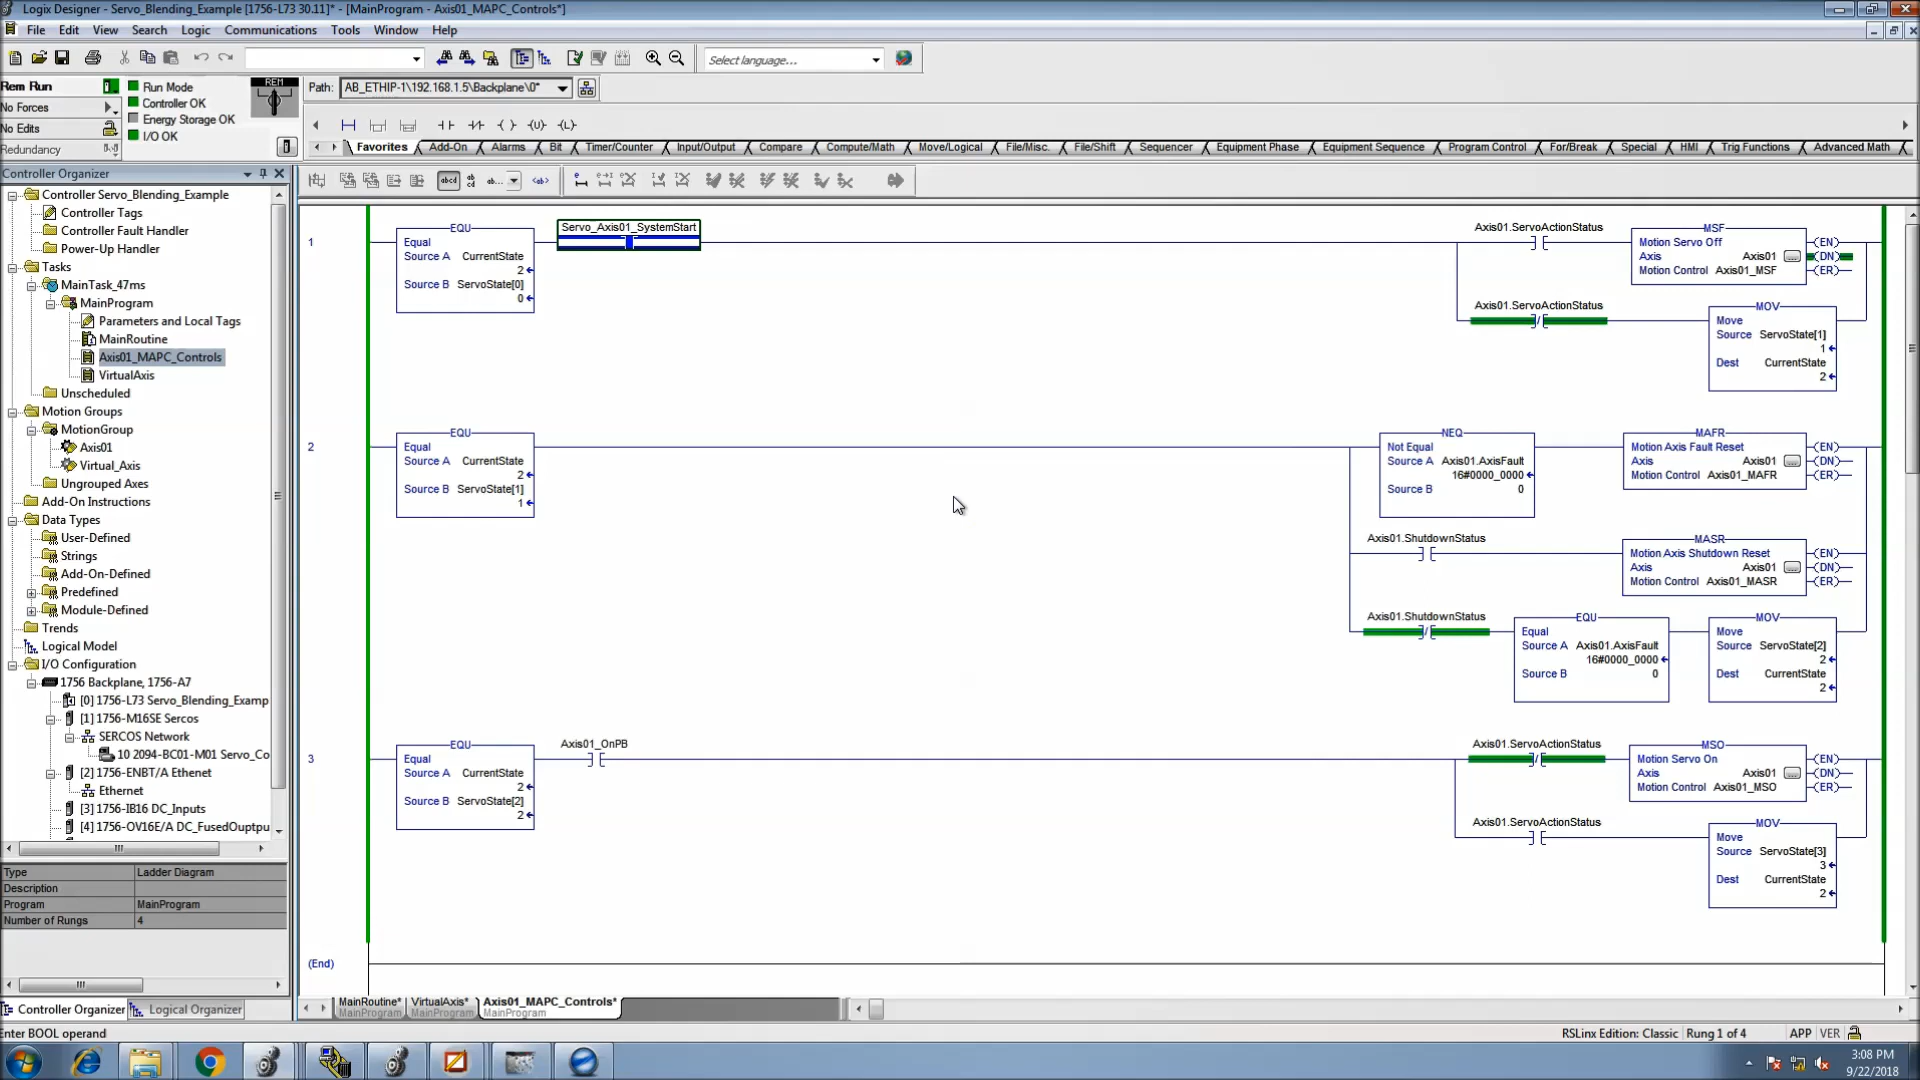 Logix Designer - Servo_Blending_Example [1756-L73 30.11]* - [MainProgram - Axis01_MAPC_Controls*]
File Edit View Search Logic Communications Tools Window Help
Select language...
Rem Run
Run Mode
REM
Path: AB_ETHIP-1\192.168.1.5\Backplane\0*
No Forces
Controller OK
Energy Storage OK
No Edits
I/O OK
Redundancy
Favorites Add-On Alarms Bit Timer/Counter Input/Output Compare Compute/Math Move/Logical File/Misc. File/Shift Sequencer Equipment Phase Equipment Sequence Program Control For/Break Special HMI Trig Functions Advanced Math
Controller Organizer
Controller Servo_Blending_Example
Controller Tags
Controller Fault Handler
Power-Up Handler
Tasks
MainTask_47ms
MainProgram
Parameters and Local Tags
MainRoutine
Axis01_MAPC_Controls
VirtualAxis
Unscheduled
Motion Groups
MotionGroup
Axis01
Virtual_Axis
Ungrouped Axes
Add-On Instructions
Data Types
User-Defined
Strings
Add-On-Defined
Predefined
Module-Defined
Trends
Logical Model
I/O Configuration
1756 Backplane, 1756-A7
[0] 1756-L73 Servo_Blending_Examp
[1] 1756-M16SE Sercos
SERCOS Network
10 2094-BC01-M01 Servo_Co
[2] 1756-ENBT/A Ethenet
Ethernet
[3] 1756-IB16 DC_Inputs
[4] 1756-OV16E/A DC_FusedOuptpu
Type Ladder Diagram
Description
Program MainProgram
Number of Rungs 4
Controller Organizer Logical Organizer
1
EQU
Equal
Source A CurrentState
2
Source B ServoState[0]
0
Servo_Axis01_SystemStart
Axis01.ServoActionStatus
MSF
Motion Servo Off
Axis Axis01
Motion Control Axis01_MSF
EN
DN
ER
Axis01.ServoActionStatus
MOV
Move
Source ServoState[1]
1
Dest CurrentState
2
2
EQU
Equal
Source A CurrentState
2
Source B ServoState[1]
1
NEQ
Not Equal
Source A Axis01.AxisFault
16#0000_0000
Source B 0
MAFR
Motion Axis Fault Reset
Axis Axis01
Motion Control Axis01_MAFR
EN
DN
ER
Axis01.ShutdownStatus
MASR
Motion Axis Shutdown Reset
Axis Axis01
Motion Control Axis01_MASR
EN
DN
ER
Axis01.ShutdownStatus
EQU
Equal
Source A Axis01.AxisFault
16#0000_0000
Source B 0
MOV
Move
Source ServoState[2]
2
Dest CurrentState
2
3
EQU
Equal
Source A CurrentState
2
Source B ServoState[2]
2
Axis01_OnPB
Axis01.ServoActionStatus
MSO
Motion Servo On
Axis Axis01
Motion Control Axis01_MSO
EN
DN
ER
Axis01.ServoActionStatus
MOV
Move
Source ServoState[3]
3
Dest CurrentState
2
(End)
MainRoutine* VirtualAxis* Axis01_MAPC_Controls*
MainProgram MainProgram MainProgram
Enter BOOL operand
RSLinx Edition: Classic Rung 1 of 4 APP VER
3:08 PM
9/22/2018